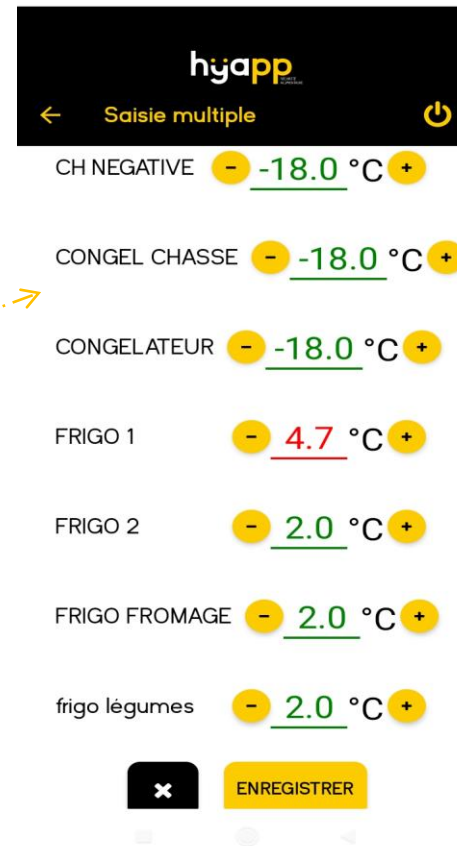 hyapp
← Saisie multiple
CH NEGATIVE - -18.0 °C +
CONGEL CHASSE - -18.0 °C +
CONGELATEUR - -18.0 °C +
FRIGO 1 - 4.7 °C +
FRIGO 2 - 2.0 °C +
FRIGO FROMAGE - 2.0 °C +
frigo légumes - 2.0 °C +
ENREGISTRER